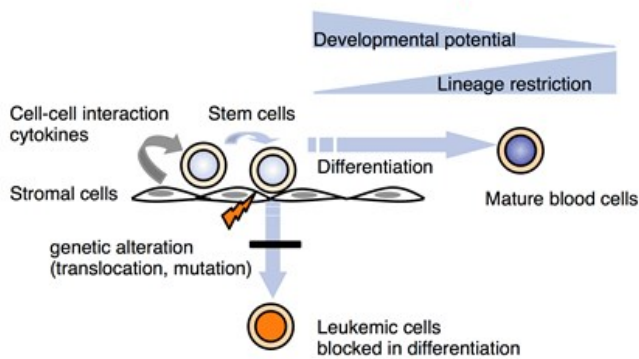 Developmental potential
Lineage restriction
Cell-cell interaction
cytokines
Stem cells
Differentiation
Stromal cells
Mature blood cells
genetic alteration
(translocation, mutation)
Leukemic cells
blocked in differentiation